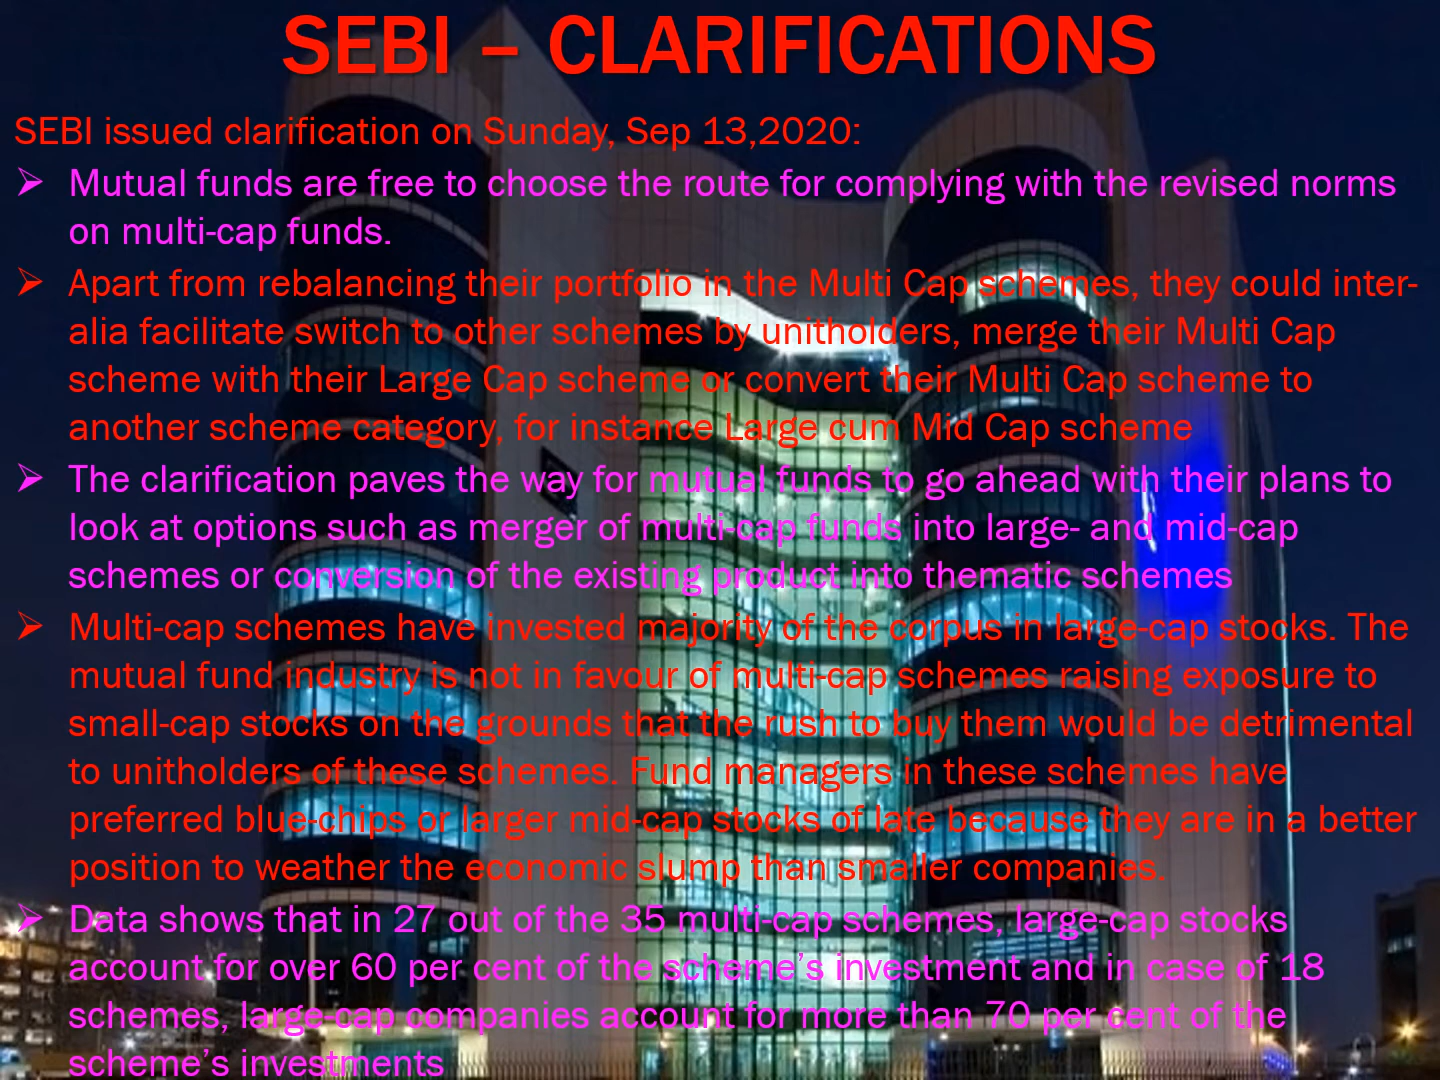 SEBI – CLARIFICATIONS
SEBI issued clarification on Sunday, Sep 13,2020:
➢ Mutual funds are free to choose the route for complying with the revised norms
on multi-cap funds.
➢ Apart from rebalancing their portfolio in the Multi Cap schemes, they could inter-
alia facilitate switch to other schemes by unitholders, merge their Multi Cap
scheme with their Large Cap scheme or convert their Multi Cap scheme to
another scheme category, for instance Large cum Mid Cap scheme
➢ The clarification paves the way for mutual funds to go ahead with their plans to
look at options such as merger of multi-cap funds into large- and mid-cap
schemes or conversion of the existing product into thematic schemes
➢ Multi-cap schemes have invested majority of the corpus in large-cap stocks. The
mutual fund industry is not in favour of multi-cap schemes raising exposure to
small-cap stocks on the grounds that the rush to buy them would be detrimental
to unitholders of these schemes. Fund managers in these schemes have
preferred blue-chips or larger mid-cap stocks of late because they are in a better
position to weather the economic slump than smaller companies.
➢ Data shows that in 27 out of the 35 multi-cap schemes, large-cap stocks
account for over 60 per cent of the scheme’s investment and in case of 18
schemes, large-cap companies account for more than 70 per cent of the
scheme’s investments